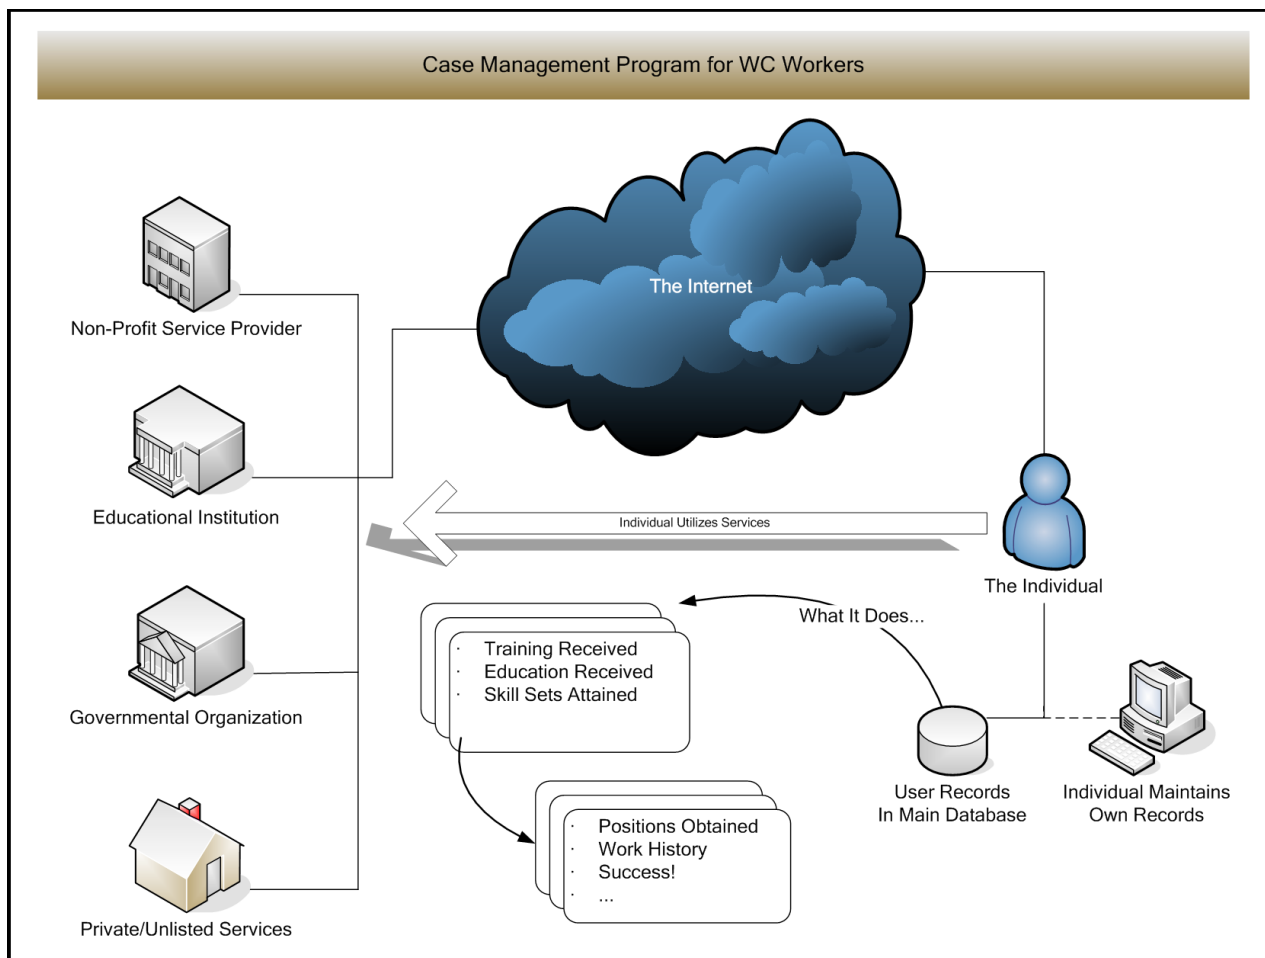 Case Management Program for WC Workers
The Internet
Non-Profit Service Provider
Educational Institution
Individual Utilizes Services
The Individual
What It Does...
· Training Received
· Education Received
· Skill Sets Attained
Governmental Organization
User Records
In Main Database
Individual Maintains
Own Records
· Positions Obtained
· Work History
· Success!
· ...
Private/Unlisted Services